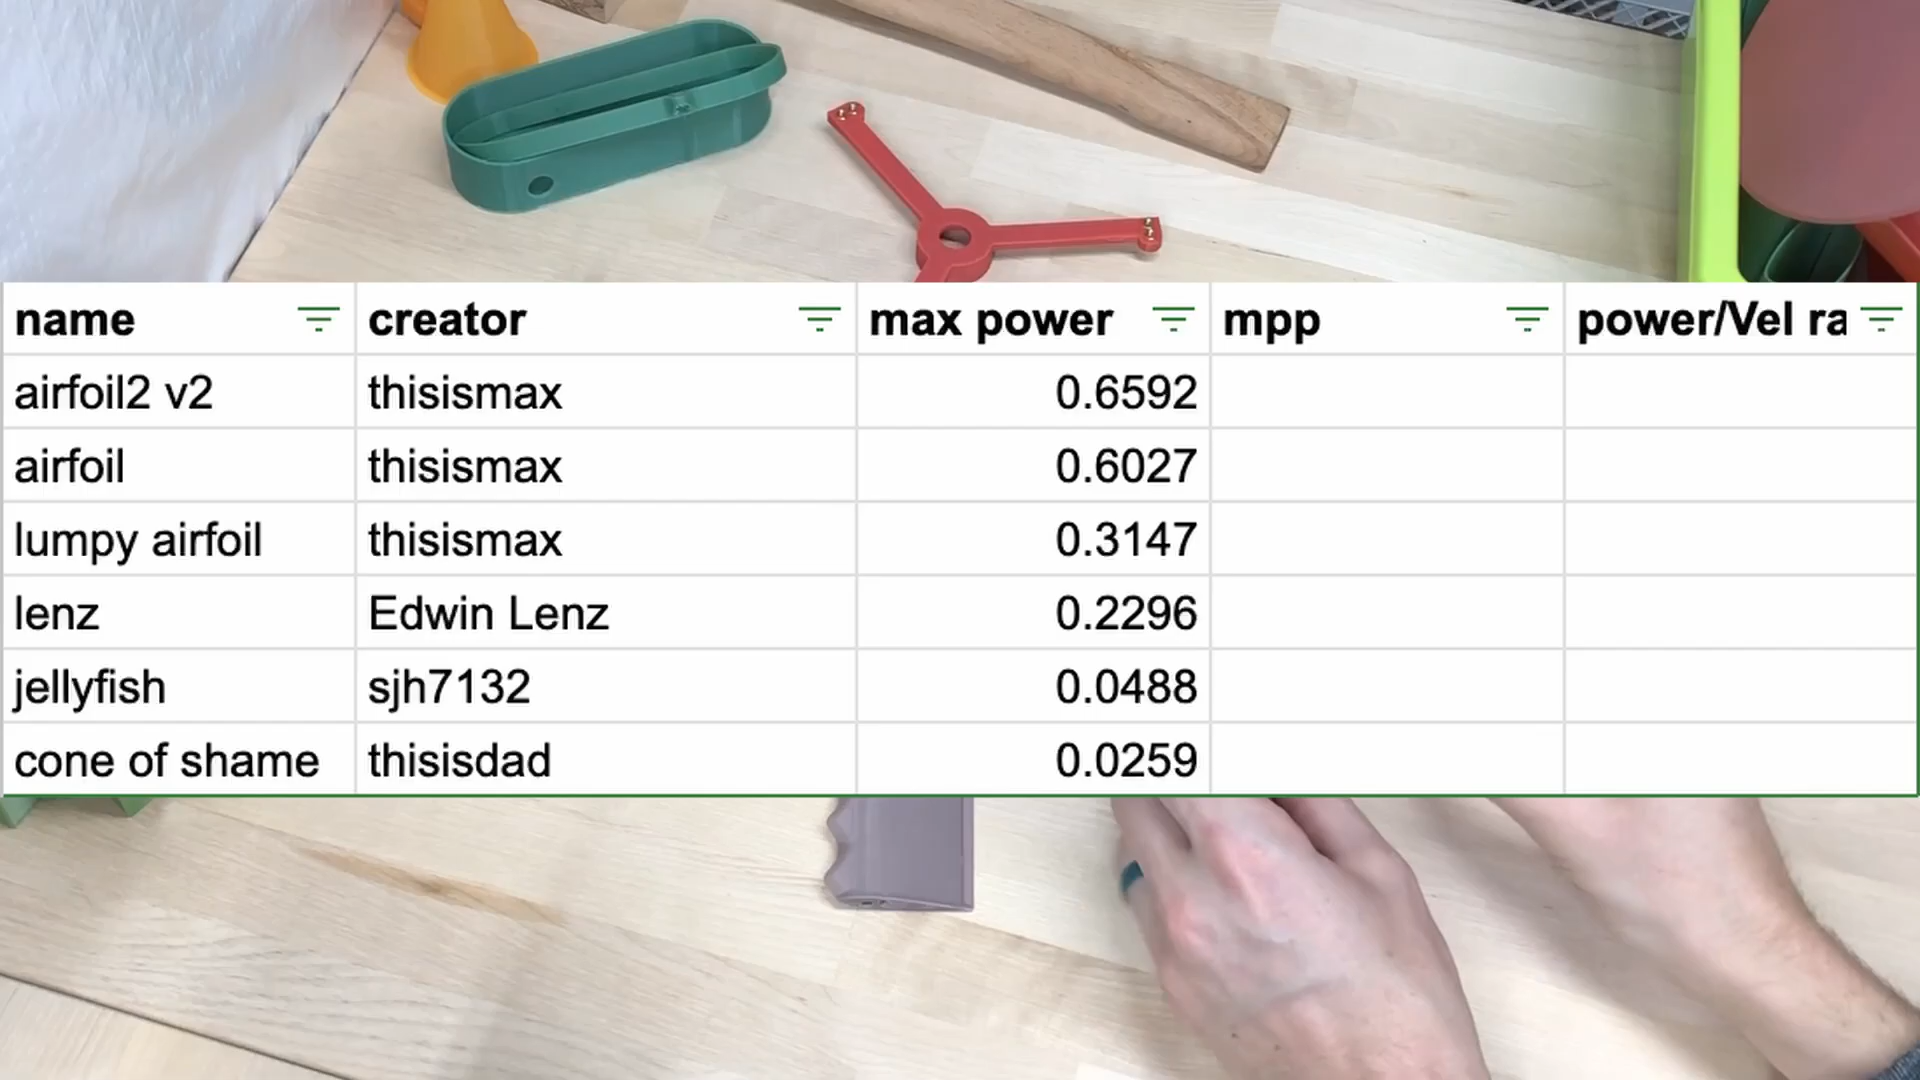 name creator max power mpp power/Vel ra
airfoil2 v2 thisismax 0.6592
airfoil thisismax 0.6027
lumpy airfoil thisismax 0.3147
lenz Edwin Lenz 0.2296
jellyfish sjh7132 0.0488
cone of shame thisisdad 0.0259